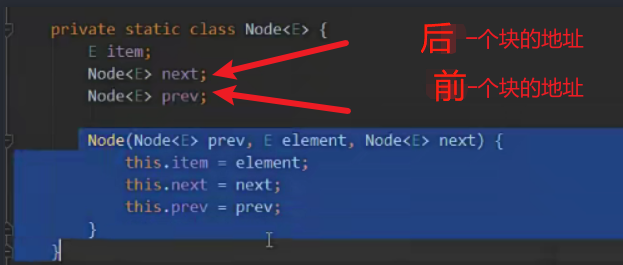 private static class Node<E> {
E item;
Node<E> next;
后一个块的地址
Node<E> prev;
前一个块的地址
Node(Node<E> prev, E element, Node<E> next) {
this.item = element;
this.next = next;
this.prev = prev;
}
}